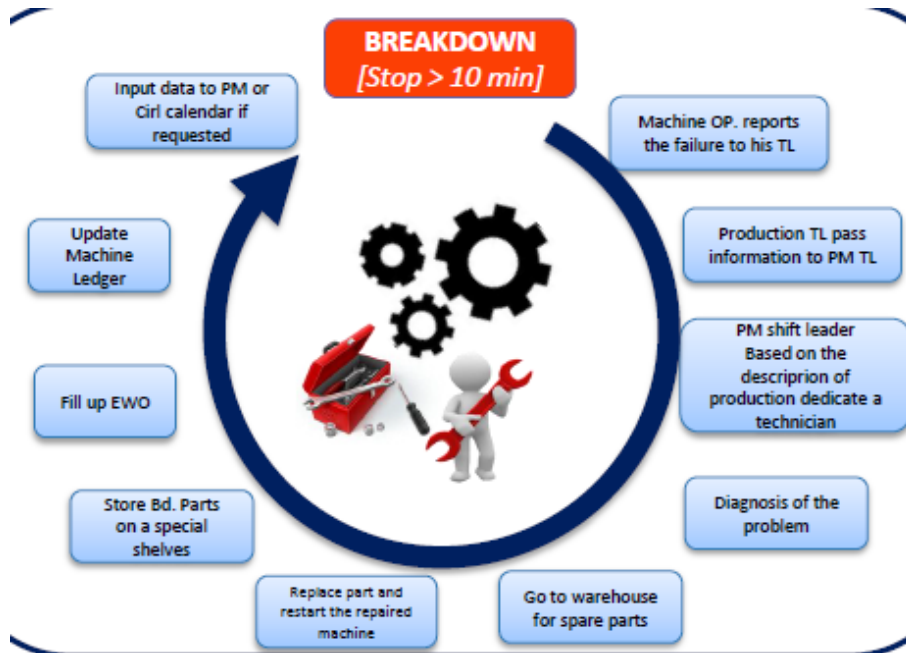 BREAKDOWN
[Stop > 10 min]
Machine OP. reports
the failure to his TL
Production TL pass
information to PM TL
PM shift leader
Based on the
descriprion of
production dedicate a
technician
Diagnosis of the
problem
Go to warehouse
for spare parts
Replace part and
restart the repaired
machine
Store Bd. Parts
on a special
shelves
Fill up EWO
Update
Machine
Ledger
Input data to PM or
Cirl calendar if
requested